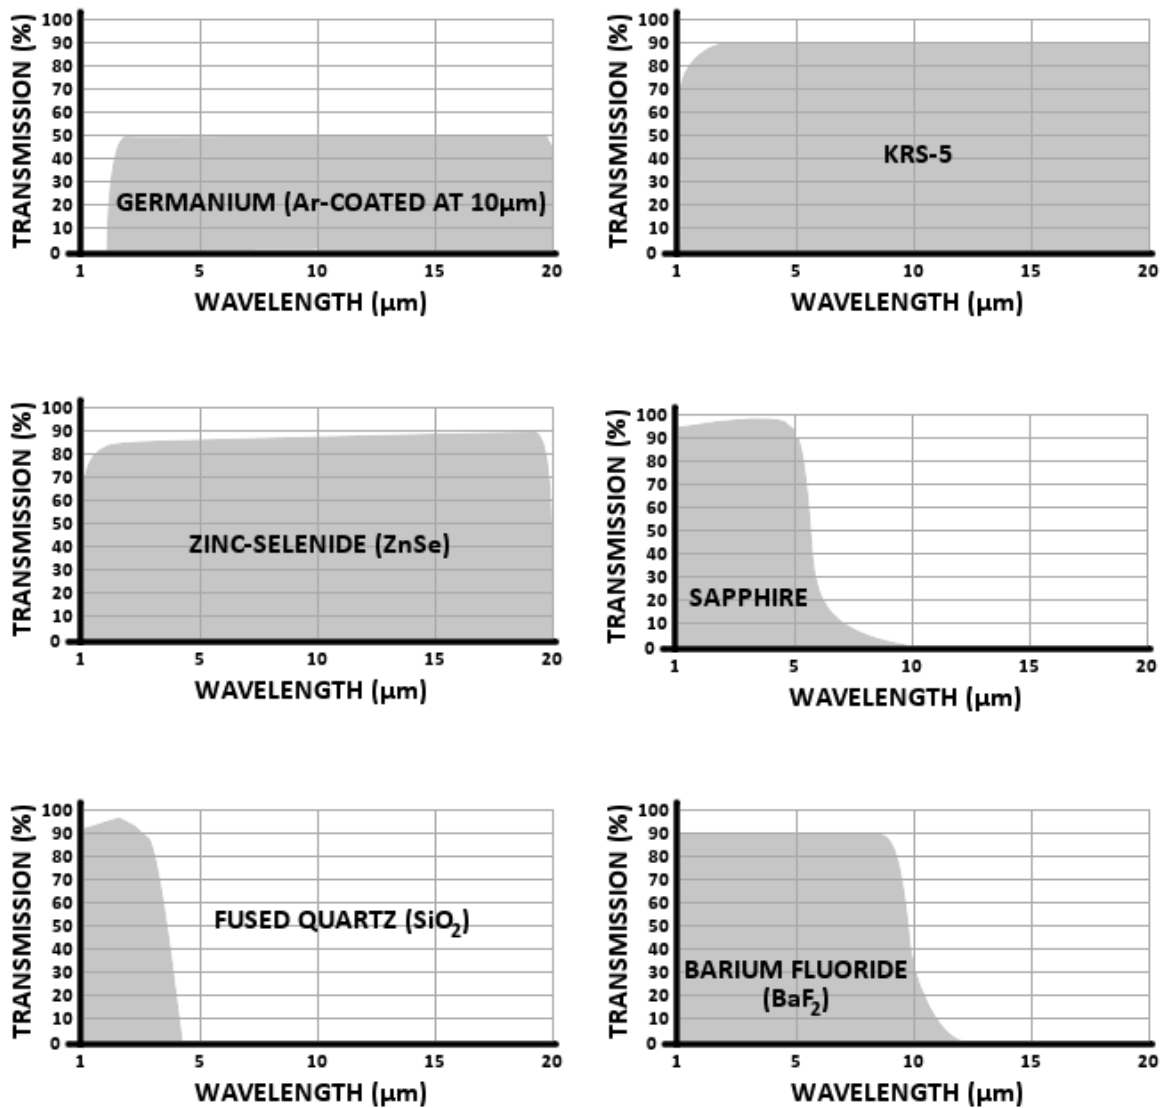 TRANSMISSION (%)
100
90
80
70
60
50
40
30
20
10
0
GERMANIUM (Ar-COATED AT 10µm)
1 5 10 15 20
WAVELENGTH (µm)
TRANSMISSION (%)
100
90
80
70
60
50
40
30
20
10
0
KRS-5
1 5 10 15 20
WAVELENGTH (µm)
TRANSMISSION (%)
100
90
80
70
60
50
40
30
20
10
0
ZINC-SELENIDE (ZnSe)
1 5 10 15 20
WAVELENGTH (µm)
TRANSMISSION (%)
100
90
80
70
60
50
40
30
20
10
0
SAPPHIRE
1 5 10 15 20
WAVELENGTH (µm)
TRANSMISSION (%)
100
90
80
70
60
50
40
30
20
10
0
FUSED QUARTZ (SiO₂)
1 5 10 15 20
WAVELENGTH (µm)
TRANSMISSION (%)
100
90
80
70
60
50
40
30
20
10
0
BARIUM FLUORIDE
(BaF₂)
1 5 10 15 20
WAVELENGTH (µm)